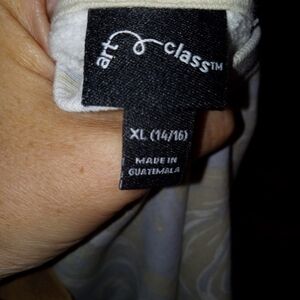 art class™
XL (14/16)
MADE IN
GUATEMALA